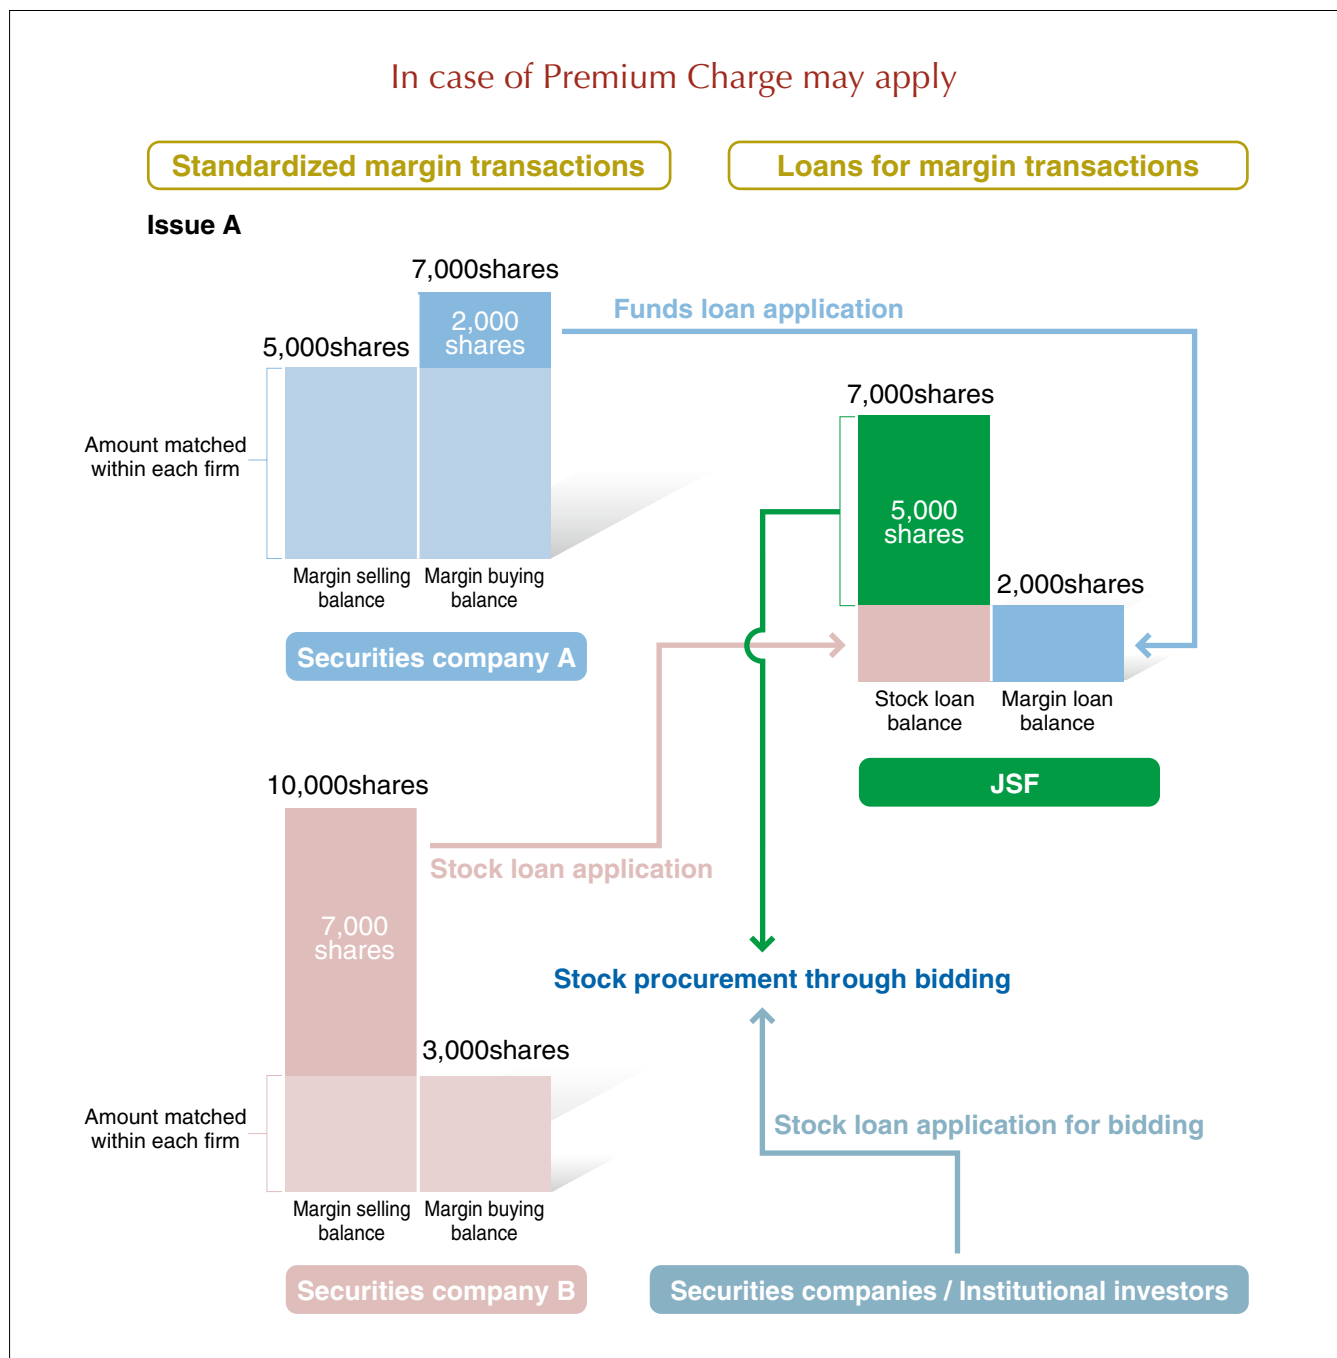 In case of Premium Charge may apply
Standardized margin transactions
Loans for margin transactions
Issue A
7,000shares
2,000
shares
5,000shares
Funds loan application
Amount matched
within each firm
Margin selling
balance
Margin buying
balance
Securities company A
7,000shares
5,000
shares
2,000shares
Stock loan
balance
Margin loan
balance
JSF
10,000shares
7,000
shares
Stock loan application
3,000shares
Amount matched
within each firm
Margin selling
balance
Margin buying
balance
Securities company B
Stock procurement through bidding
Stock loan application for bidding
Securities companies / Institutional investors